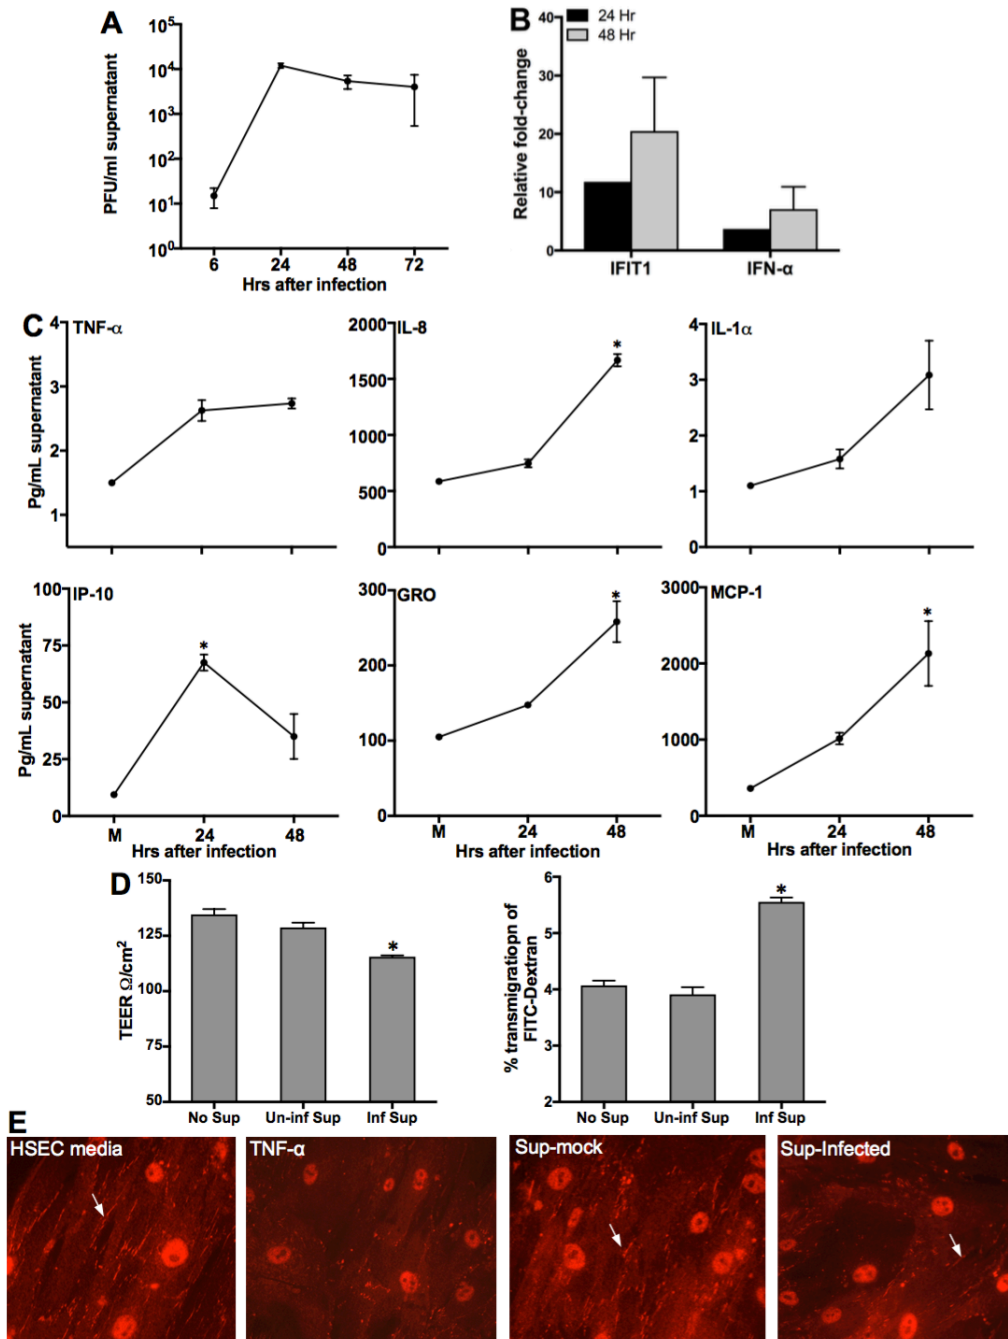 A
10^5
10^4
10^3
10^2
10^1
10^0
PFU/ml supernatant
6 24 48 72
Hrs after infection
B
24 Hr
48 Hr
40
30
20
10
0
Relative fold-change
IFIT1 IFN-α
C
TNF-α
4
3
2
1
Pg/mL supernatant
IL-8
2000
1500
1000
500
0
*
IL-1α
4
3
2
1
0
IP-10
100
75
50
25
0
*
Pg/mL supernatant
M 24 48
Hrs after infection
GRO
300
200
100
0
*
M 24 48
Hrs after infection
MCP-1
3000
2000
1000
0
*
M 24 48
Hrs after infection
D
150
125
100
75
50
TEER Ω/cm²
*
No Sup Un-inf Sup Inf Sup
6
5
4
3
2
% transmigratiopn of
FITC-Dextran
*
No Sup Un-inf Sup Inf Sup
E
HSEC media
TNF-α
Sup-mock
Sup-Infected